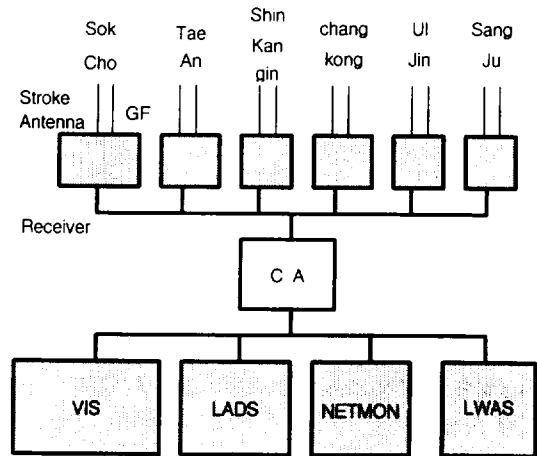 Sok Cho
Tae An
Shin Kan gin
chang kong
Ul Jin
Sang Ju
Stroke Antenna
GF
Receiver
C A
VIS
LADS
NETMON
LWAS